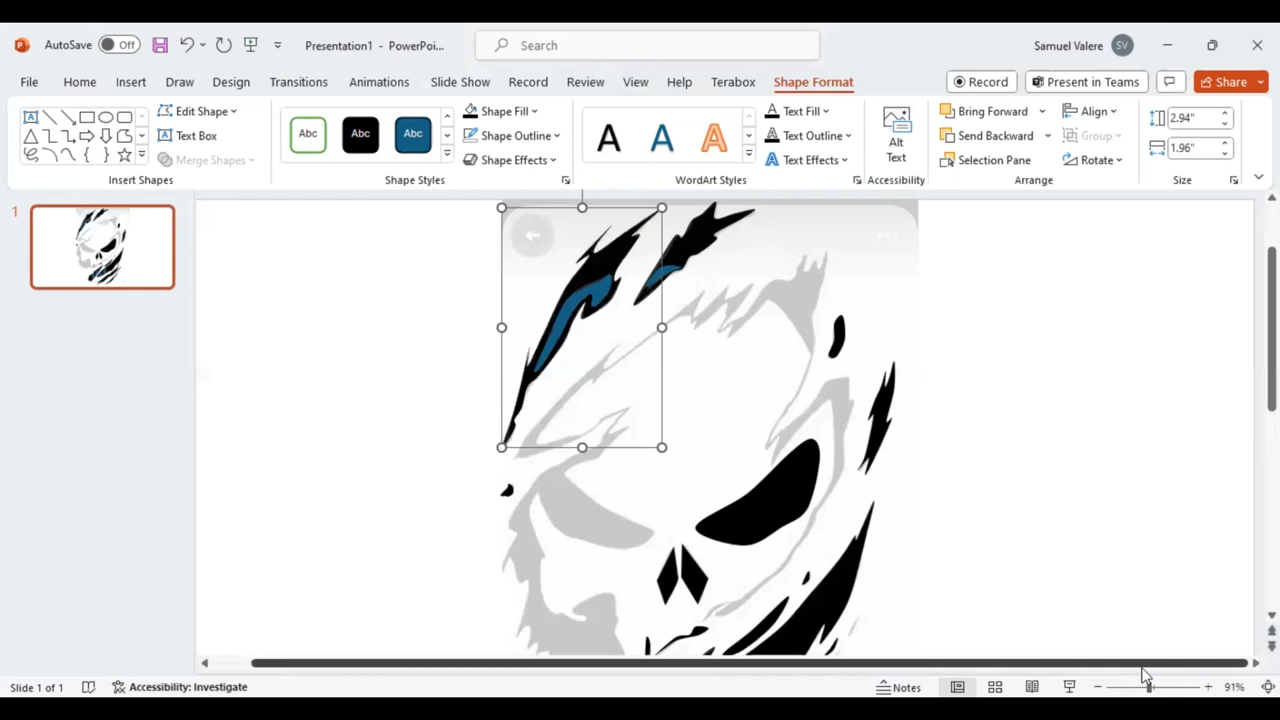 AutoSave Off Presentation1 - PowerPoi... Search Samuel Valere SV
File Home Insert Draw Design Transitions Animations Slide Show Record Review View Help Terabox Shape Format Record Present in Teams Share
Edit Shape Shape Fill Text Fill Bring Forward Align 2.94"
Text Box Abc Abc Abc Shape Outline A A A Text Outline Alt Text Send Backward Group 1.96"
Merge Shapes Shape Effects Text Effects Selection Pane Rotate
Insert Shapes Shape Styles WordArt Styles Accessibility Arrange Size
1
Slide 1 of 1 Accessibility: Investigate Notes 91%